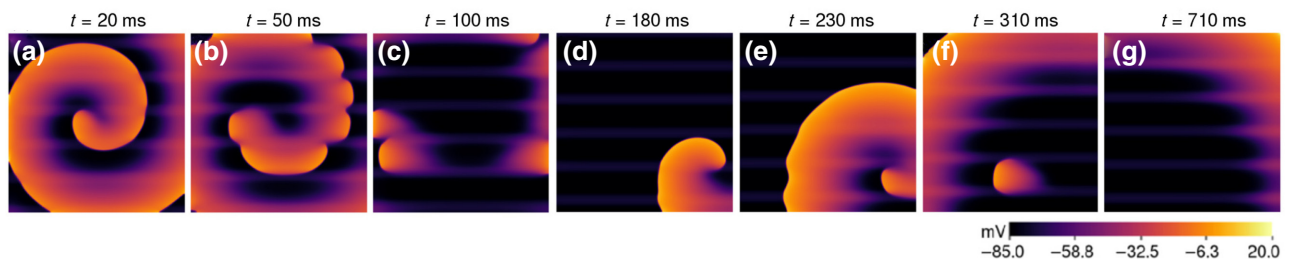 t = 20 ms t = 50 ms t = 100 ms t = 180 ms t = 230 ms t = 310 ms t = 710 ms
(a) (b) (c) (d) (e) (f) (g)
mV
−85.0 −58.8 −32.5 −6.3 20.0